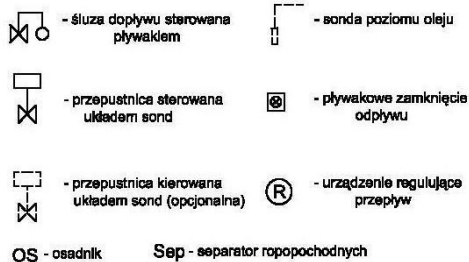 - śluza dopływu sterowana
pływakiem
- sonda poziomu oleju
- przepustnica sterowana
układem sond
- pływakowe zamknięcie
odpływu
- przepustnica kierowana
układem sond (opcjonalna)
R - urządzenie regulujące
przepływ
OS - osadnik
Sep - separator ropopochodnych